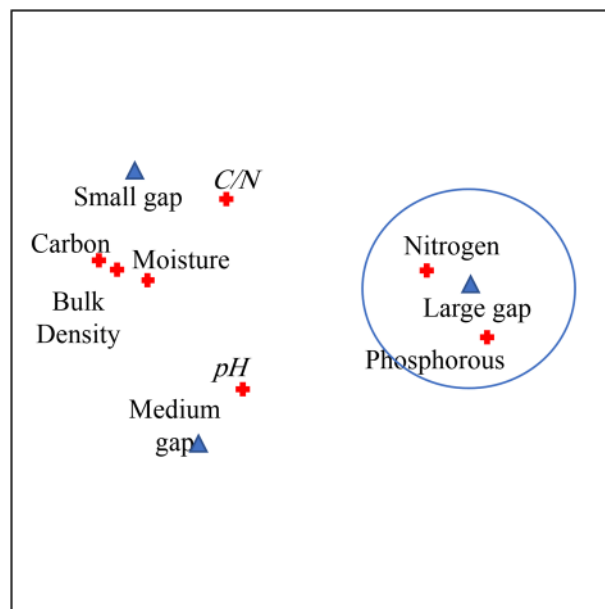 C/N
Small gap
Carbon
Moisture
Bulk
Density
Nitrogen
Large gap
Phosphorous
pH
Medium
gap